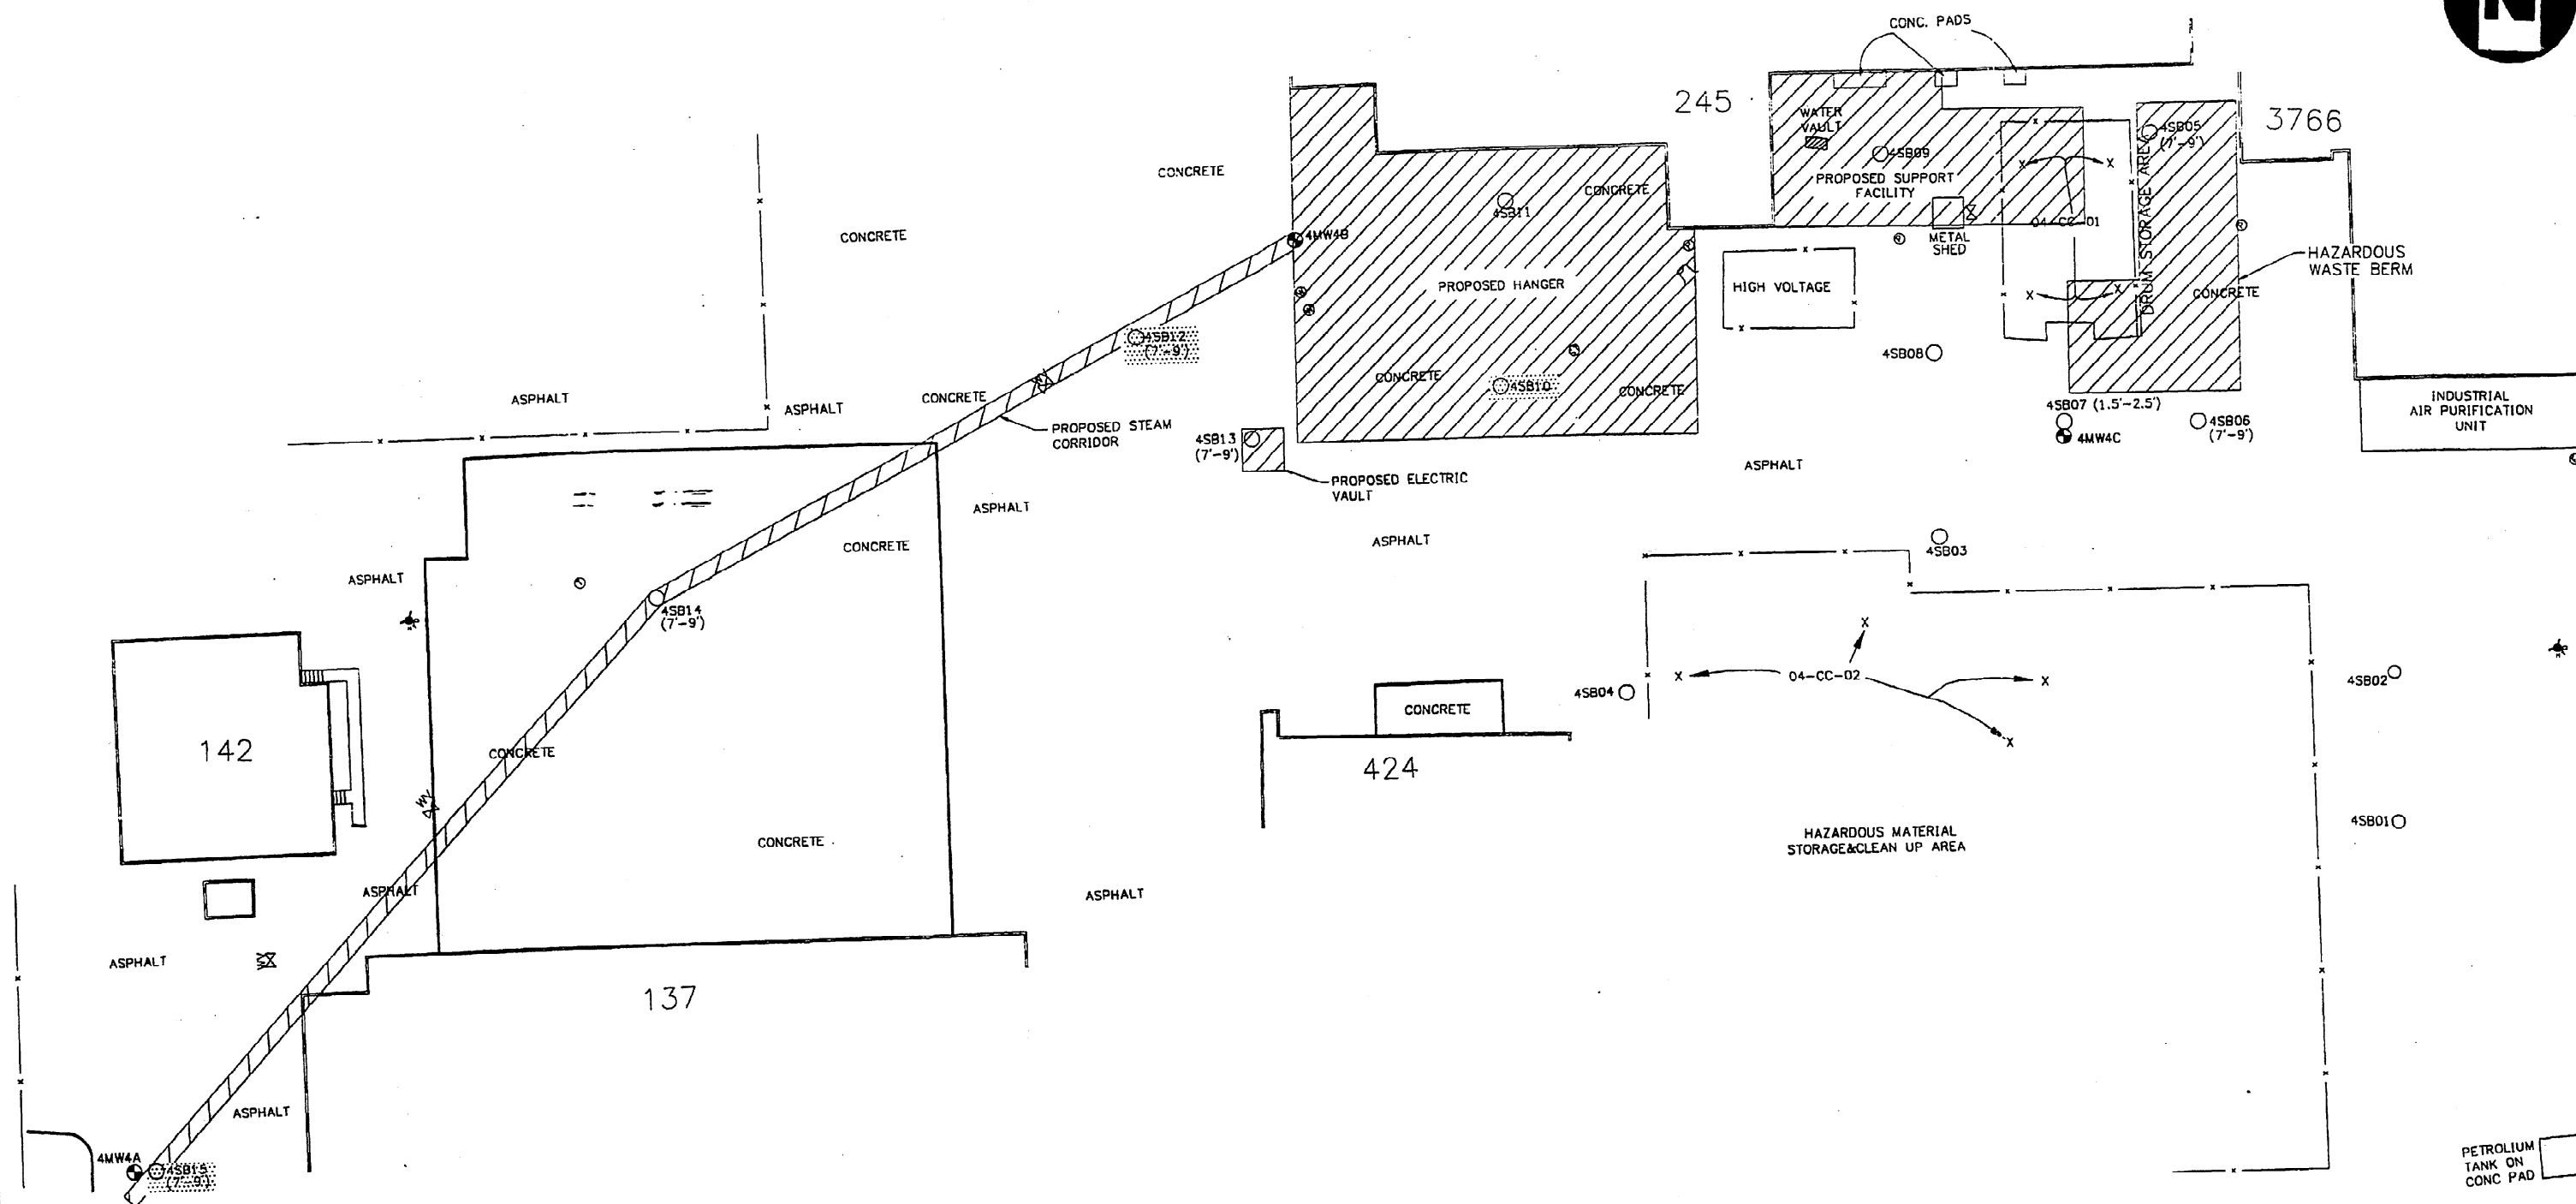 N
CONC. PADS
245
3766
WATER
VAULT
4SB09
PROPOSED SUPPORT
FACILITY
4SB05
(7'-9')
DRUM STORAGE AREA
04-CC-01
METAL
SHED
HAZARDOUS
WASTE BERM
CONCRETE
CONCRETE
CONCRETE
CONCRETE
4SB11
4MW4B
PROPOSED HANGER
HIGH VOLTAGE
4SB12
(7'-9')
4SB08
CONCRETE
4SB10
CONCRETE
CONCRETE
ASPHALT
ASPHALT
PROPOSED STEAM
CORRIDOR
4SB13
(7'-9')
PROPOSED ELECTRIC
VAULT
4SB07 (1.5'-2.5')
4MW4C
4SB06
(7'-9')
INDUSTRIAL
AIR PURIFICATION
UNIT
ASPHALT
ASPHALT
ASPHALT
CONCRETE
4SB03
ASPHALT
4SB14
(7'-9')
4SB04
04-CC-02
4SB02
CONCRETE
142
CONCRETE
424
4SB01
CONCRETE
HAZARDOUS MATERIAL
STORAGE&CLEAN UP AREA
ASPHALT
ASPHALT
ASPHALT
137
ASPHALT
4MW4A
4SB15
(7'-9')
PETROLIUM
TANK ON
CONC PAD